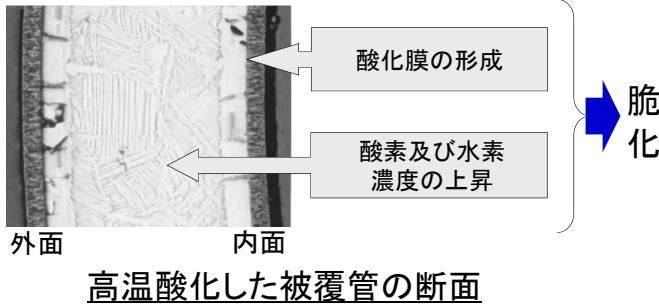 酸化膜の形成
酸素及び水素
濃度の上昇
脆化
外面
内面
高温酸化した被覆管の断面